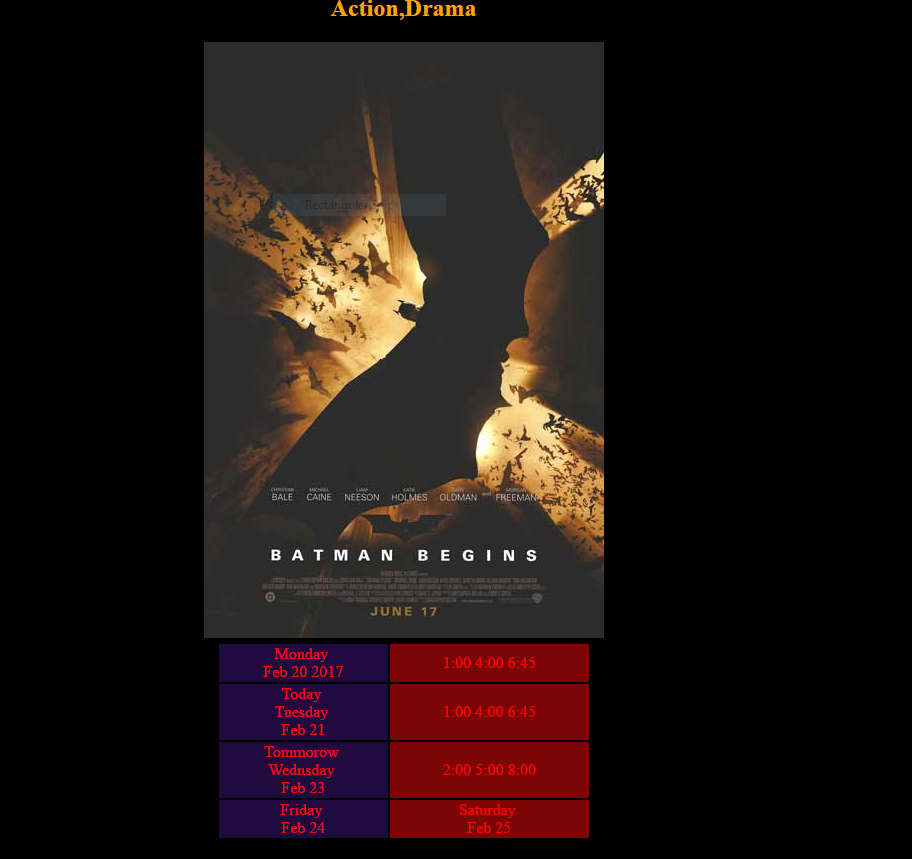 Action,Drama
Rectangular
CHRISTIAN BALE MICHAEL CAINE LIAM NEESON KATIE HOLMES GARY OLDMAN and MORGAN FREEMAN
BATMAN BEGINS
JUNE 17
Monday
Feb 20 2017
1:00 4:00 6:45
Today
Tuesday
Feb 21
1:00 4:00 6:45
Tommorow
Wednsday
Feb 23
2:00 5:00 8:00
Friday
Feb 24
Saturday
Feb 25